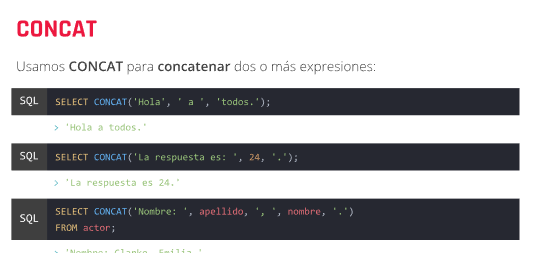 CONCAT
Usamos CONCAT para concatenar dos o más expresiones:
SQL SELECT CONCAT('Hola', ' a ', 'todos.');
> 'Hola a todos.'
SQL SELECT CONCAT('La respuesta es: ', 24, '.');
> 'La respuesta es 24.'
SQL SELECT CONCAT('Nombre: ', apellido, ', ', nombre, '.')
FROM actor;
> 'Nombre: Clarke, Emilia.'